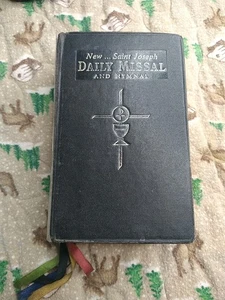 New ... Saint Joseph
DAILY MISSAL
AND HYMNAL